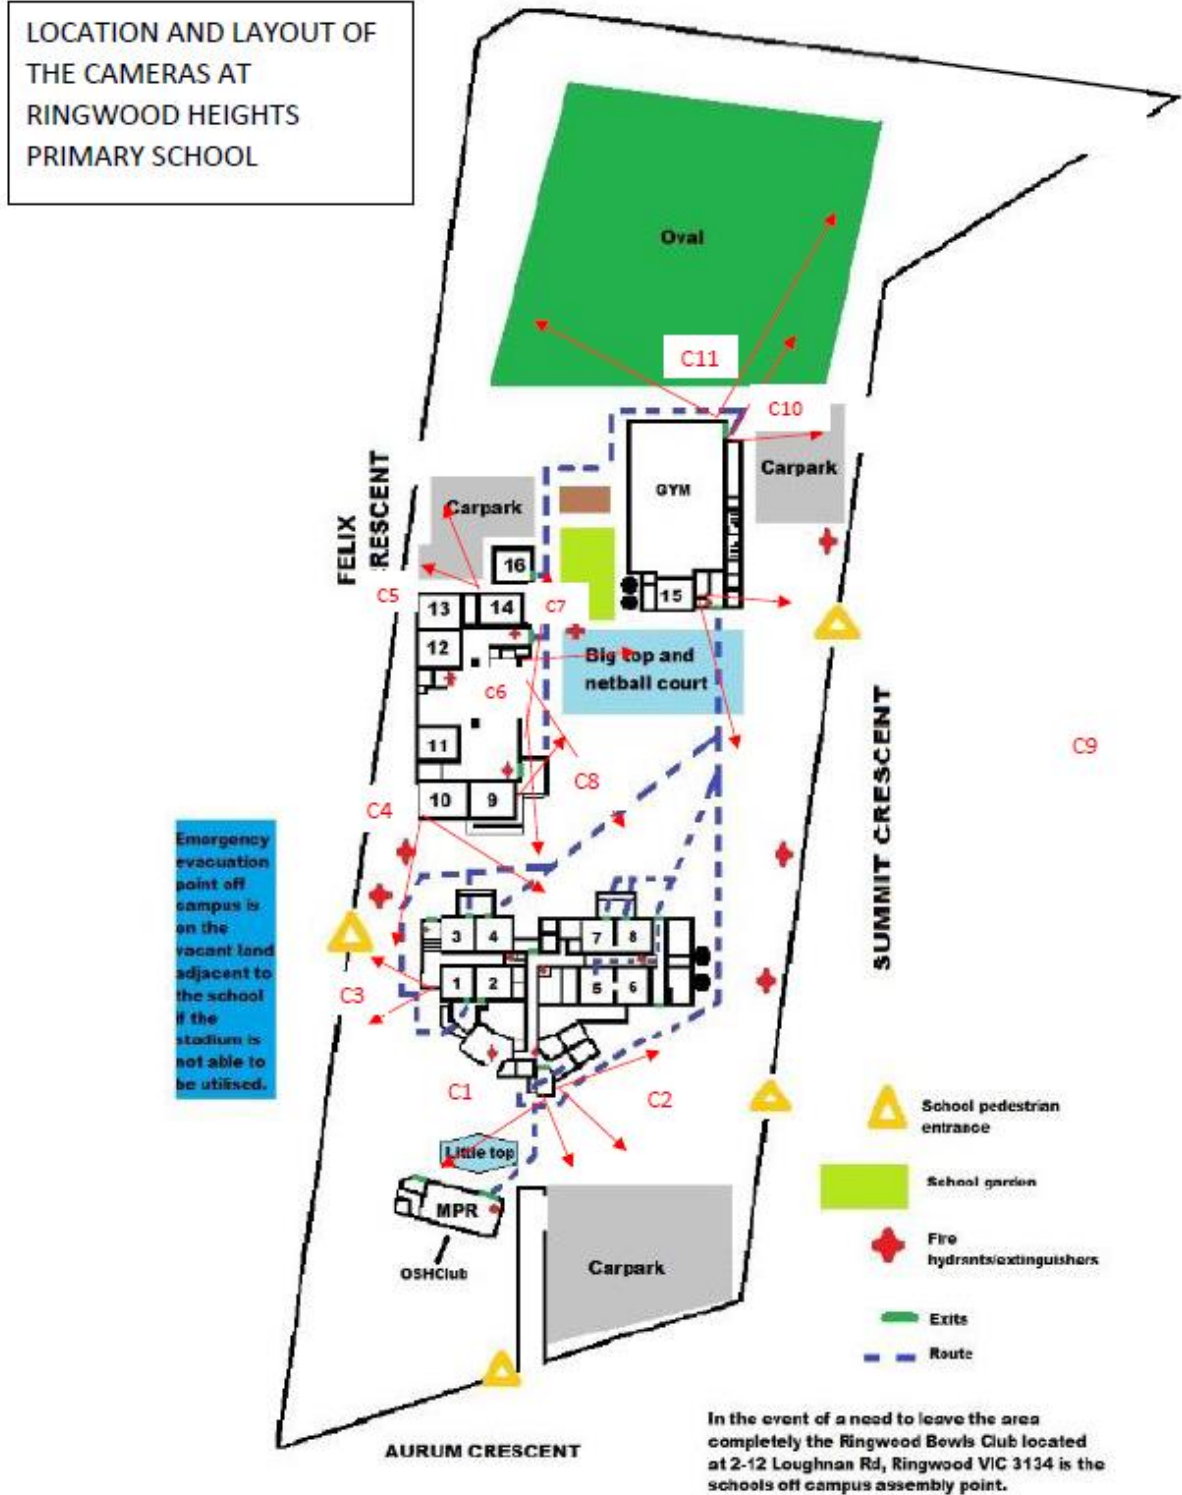 LOCATION AND LAYOUT OF
THE CAMERAS AT
RINGWOOD HEIGHTS
PRIMARY SCHOOL
Oval
C11
C10
Carpark
GYM
FELIX
CRESCENT
Carpark
16
C5
13
14
C7
15
12
Big top and
netball court
C6
11
C8
C9
SUMMIT CRESCENT
10
9
C4
Emergency
evacuation
point off
campus is
on the
vacant land
adjacent to
the school
if the
stadium is
not able to
be utilised.
3
4
7
8
1
2
5
6
C3
C1
C2
School pedestrian
entrance
Little top
School garden
MPR
Fire
hydrants/extinguishers
OSHClub
Carpark
Exits
Route
AURUM CRESCENT
In the event of a need to leave the area
completely the Ringwood Bowls Club located
at 2-12 Loughnan Rd, Ringwood VIC 3134 is the
schools off campus assembly point.